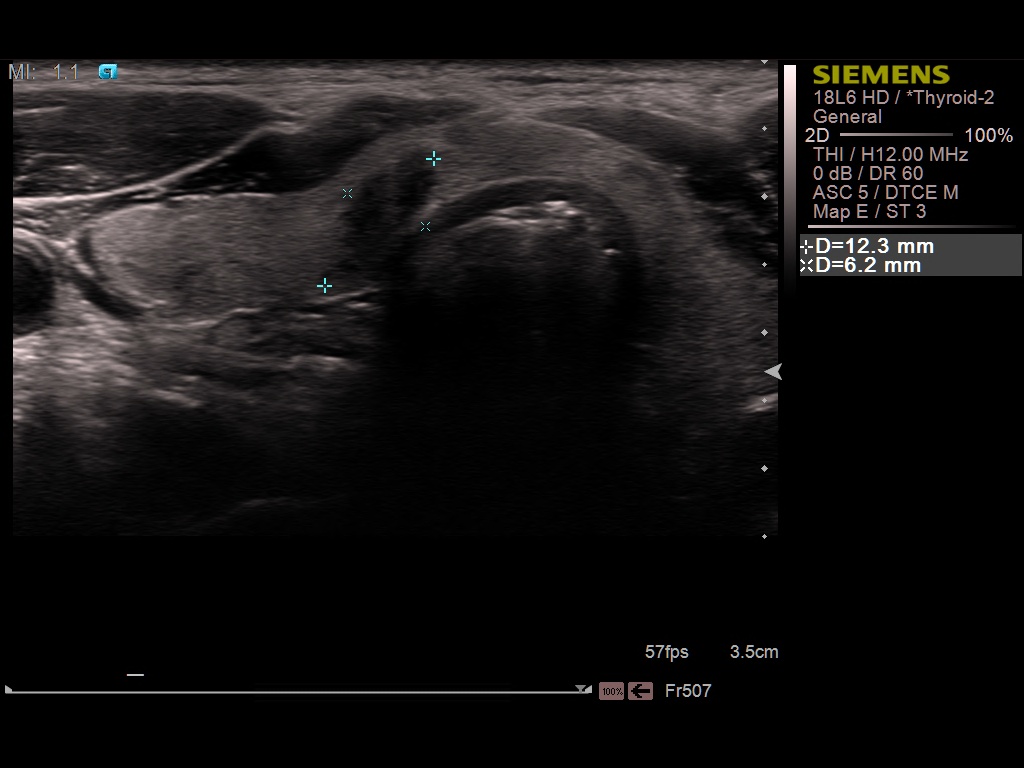 MI: 1.1
SIEMENS
18L6 HD / *Thyroid-2
General
2D 100%
THI / H12.00 MHz
0 dB / DR 60
ASC 5 / DTCE M
Map E / ST 3
D=12.3 mm
D=6.2 mm
57fps 3.5cm
100% Fr507